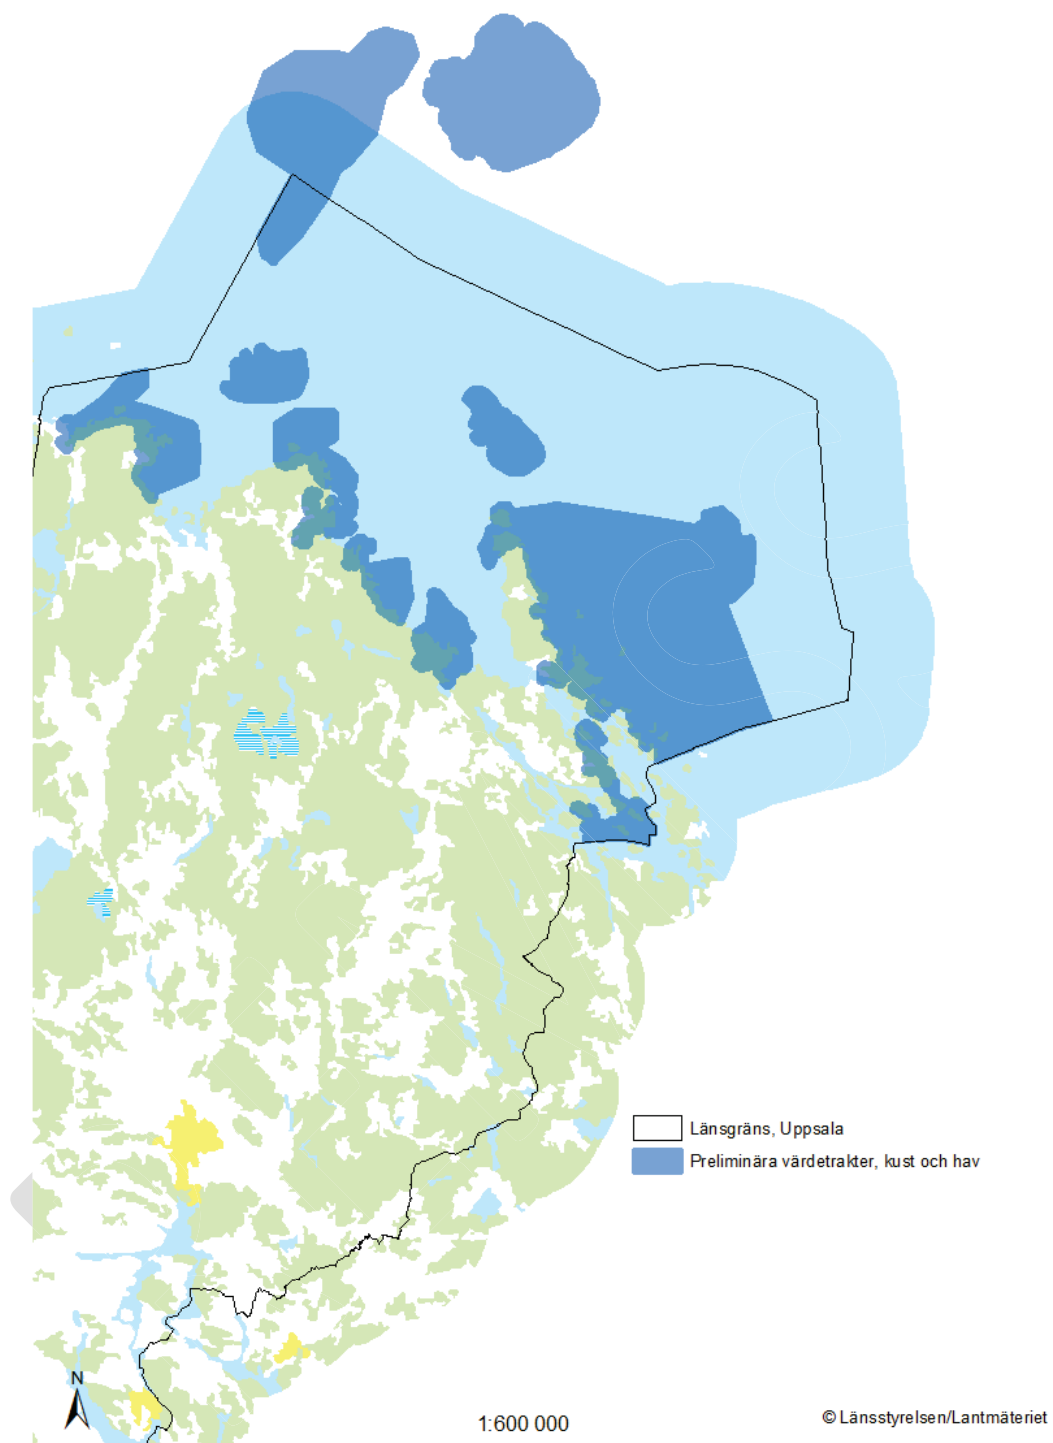 Länsgräns, Uppsala
Preliminära värdetrakter, kust och hav
N
1:600 000
© Länsstyrelsen/Lantmäteriet